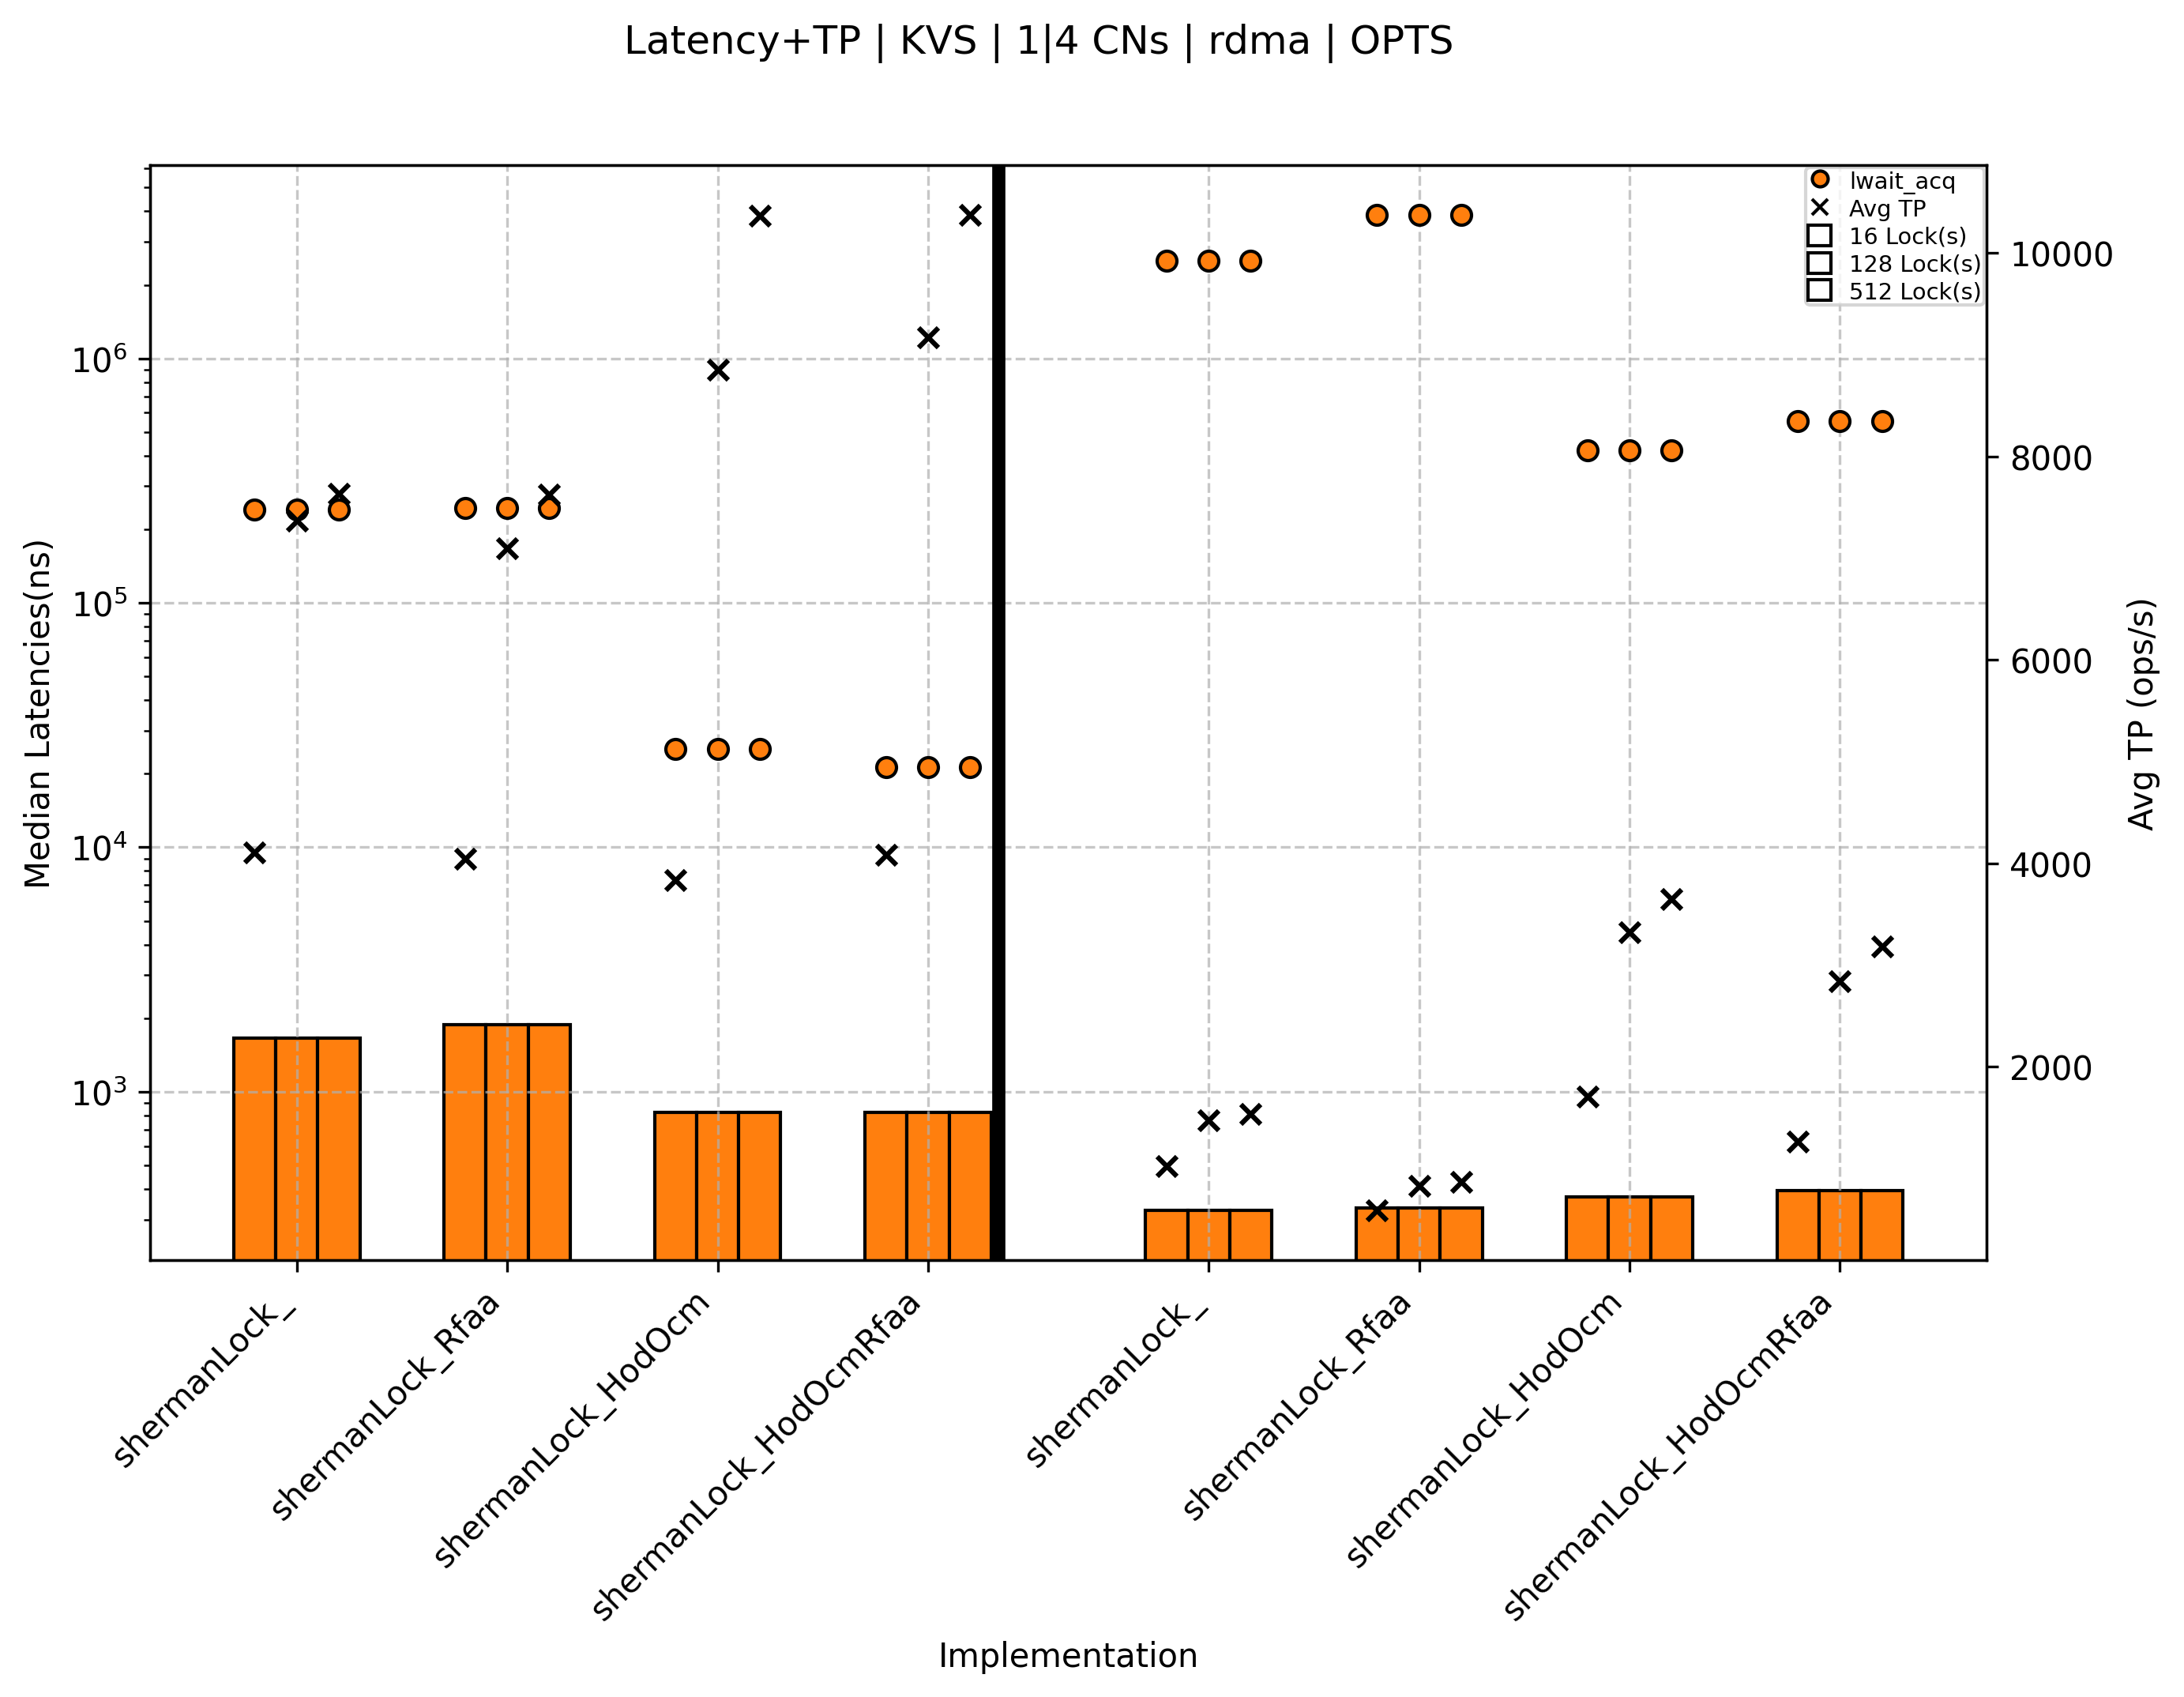 Latency+TP | KVS | 1|4 CNs | rdma | OPTS
Median Latencies(ns)
10^6
10^5
10^4
10^3
lwait_acq
Avg TP
16 Lock(s)
128 Lock(s)
512 Lock(s)
10000
8000
6000
4000
2000
Avg TP (ops/s)
shermanLock_
shermanLock_Rfaa
shermanLock_HodOcm
shermanLock_HodOcmRfaa
shermanLock_
shermanLock_Rfaa
shermanLock_HodOcm
shermanLock_HodOcmRfaa
Implementation